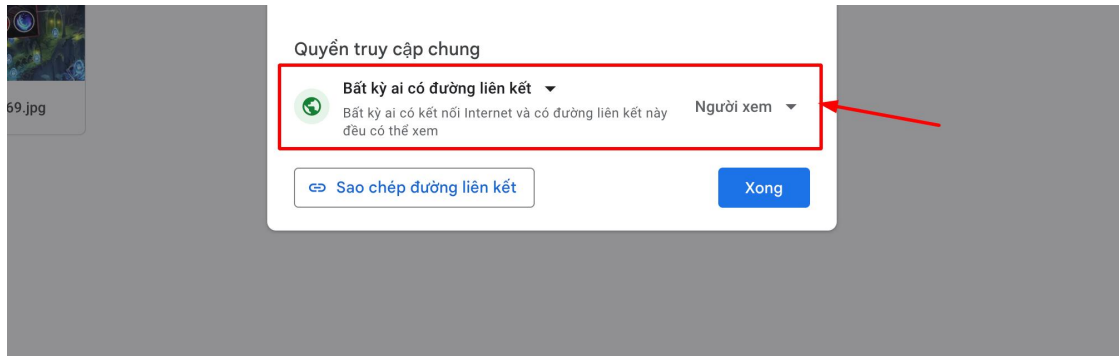 69.jpg
Quyền truy cập chung
Bất kỳ ai có đường liên kết
Bất kỳ ai có kết nối Internet và có đường liên kết này
đều có thể xem
Người xem
Sao chép đường liên kết
Xong